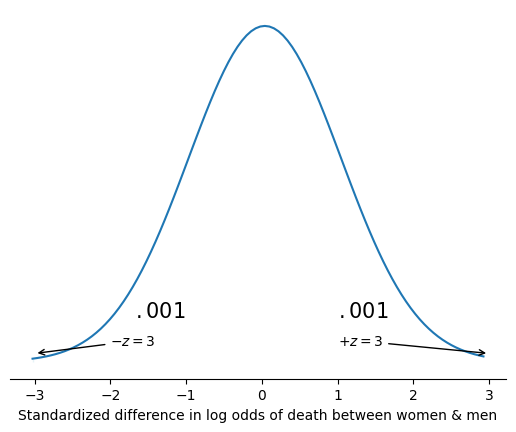 .001 .001
−z = 3 +z = 3
−3 −2 −1 0 1 2 3
Standardized difference in log odds of death between women & men